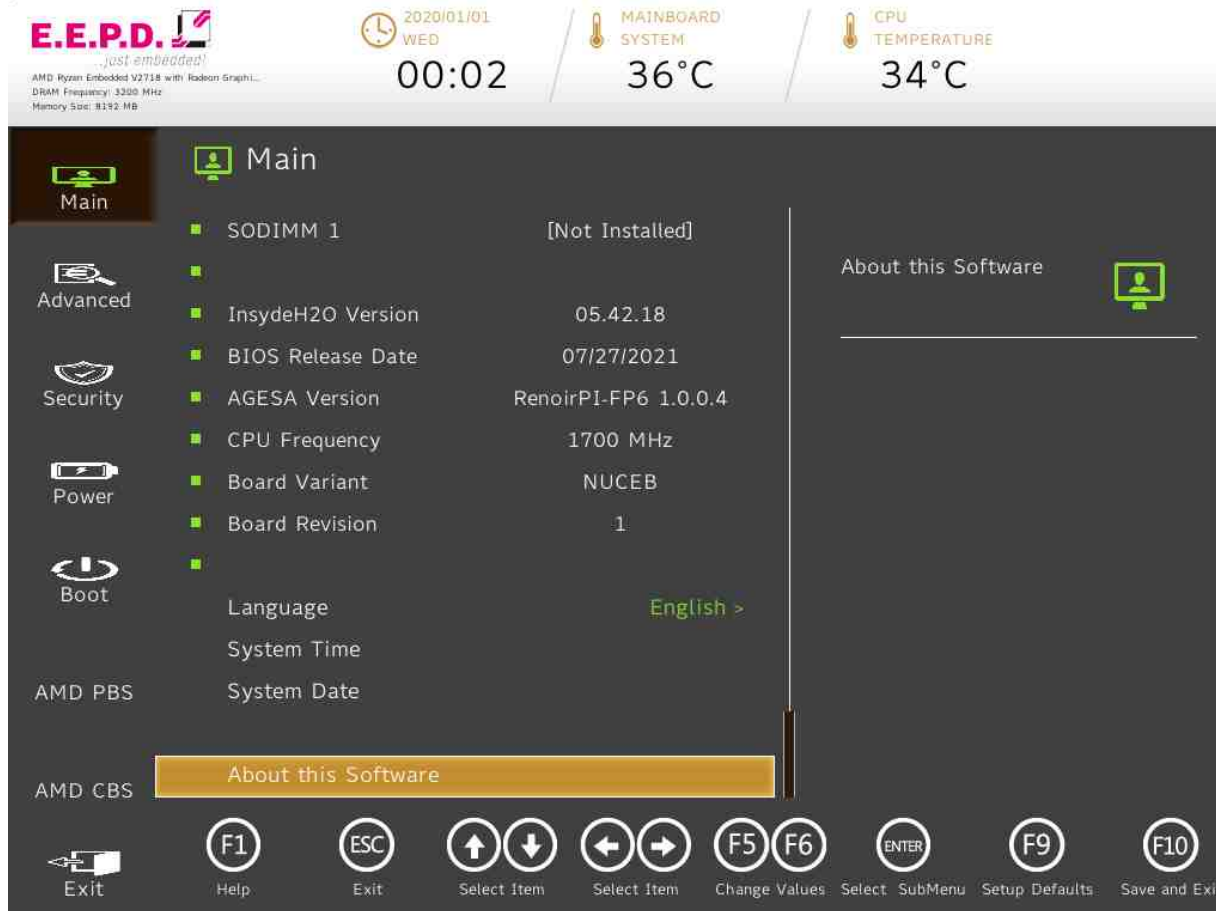 E.E.P.D.
...just embedded!
AMD Ryzen Embedded V2718 with Radeon Graphi...
DRAM Frequency: 3200 MHz
Memory Size: 8192 MB
2020/01/01
WED
00:02
MAINBOARD
SYSTEM
36°C
CPU
TEMPERATURE
34°C
Main
Advanced
Security
Power
Boot
AMD PBS
AMD CBS
Exit
Main
SODIMM 1 [Not Installed]
InsydeH2O Version 05.42.18
BIOS Release Date 07/27/2021
AGESA Version RenoirPI-FP6 1.0.0.4
CPU Frequency 1700 MHz
Board Variant NUCEB
Board Revision 1
Language English >
System Time
System Date
About this Software
About this Software
F1 Help
ESC Exit
Select Item
Select Item
F5 F6 Change Values
ENTER Select SubMenu
F9 Setup Defaults
F10 Save and Exi